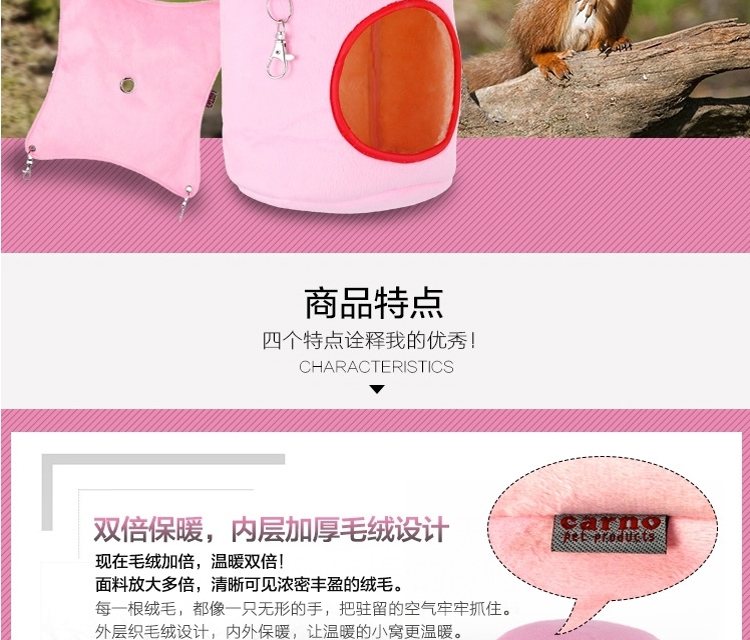 商品特点
四个特点诠释我的优秀！
CHARACTERISTICS
双倍保暖，内层加厚毛绒设计
现在毛绒加倍，温暖双倍！
面料放大多倍，清晰可见浓密丰盈的绒毛。
每一根绒毛，都像一只无形的手，把驻留的空气牢牢抓住。
外层织毛绒设计，内外保暖，让温暖的小窝更温暖。
carno
pet products